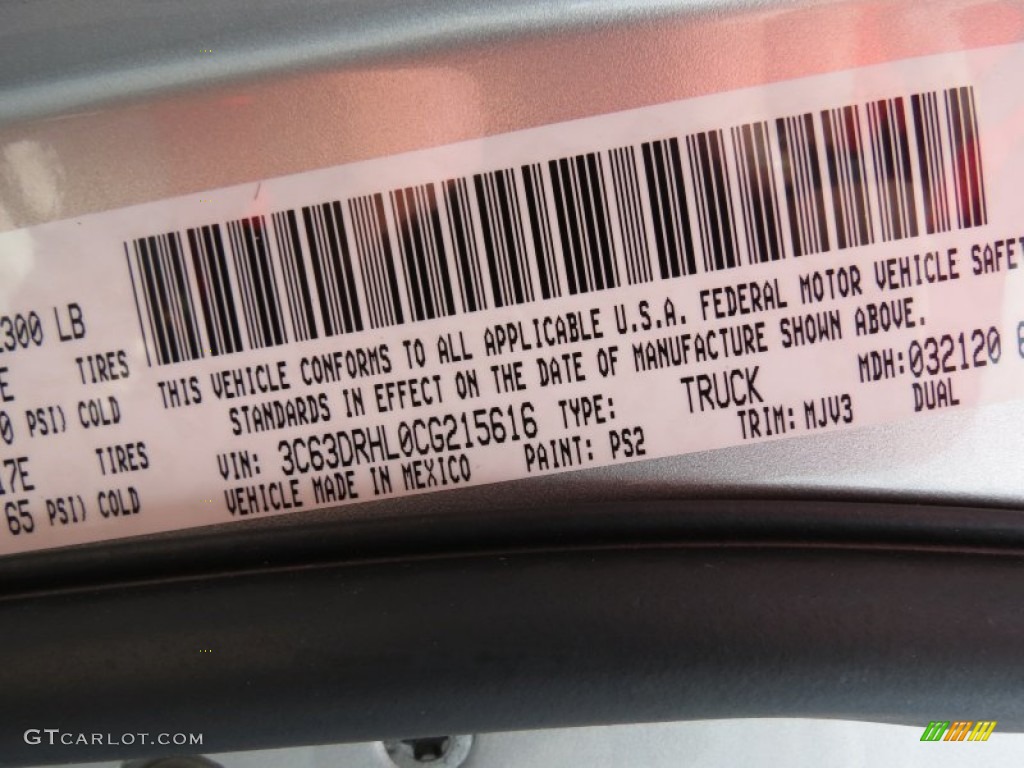 300 LB
E TIRES
0 PSI) COLD
17E TIRES
65 PSI) COLD
THIS VEHICLE CONFORMS TO ALL APPLICABLE U.S.A. FEDERAL MOTOR VEHICLE SAFET
STANDARDS IN EFFECT ON THE DATE OF MANUFACTURE SHOWN ABOVE.
VIN: 3C63DRHL0CG215616 TYPE: TRUCK MDH:032120
VEHICLE MADE IN MEXICO PAINT: PS2 TRIM: MJV3 DUAL
GTCARLOT.COM